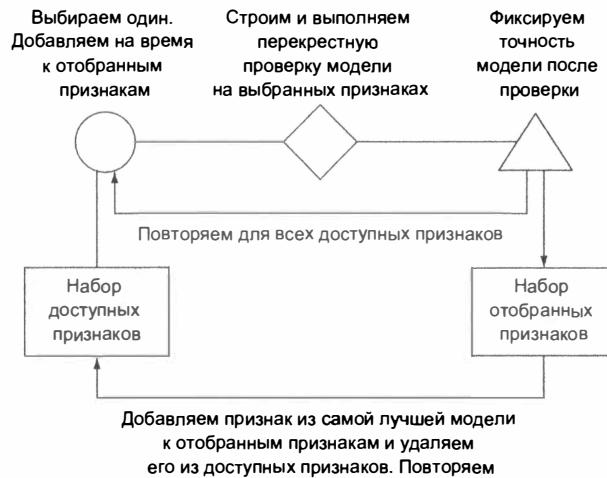 Выбираем один.
Добавляем на время
к отобранным
признакам
Строим и выполняем
перекрестную
проверку модели
на выбранных признаках
Фиксируем
точность
модели после
проверки
Повторяем для всех доступных признаков
Набор
доступных
признаков
Набор
отобранных
признаков
Добавляем признак из самой лучшей модели
к отобранным признакам и удаляем
его из доступных признаков. Повторяем